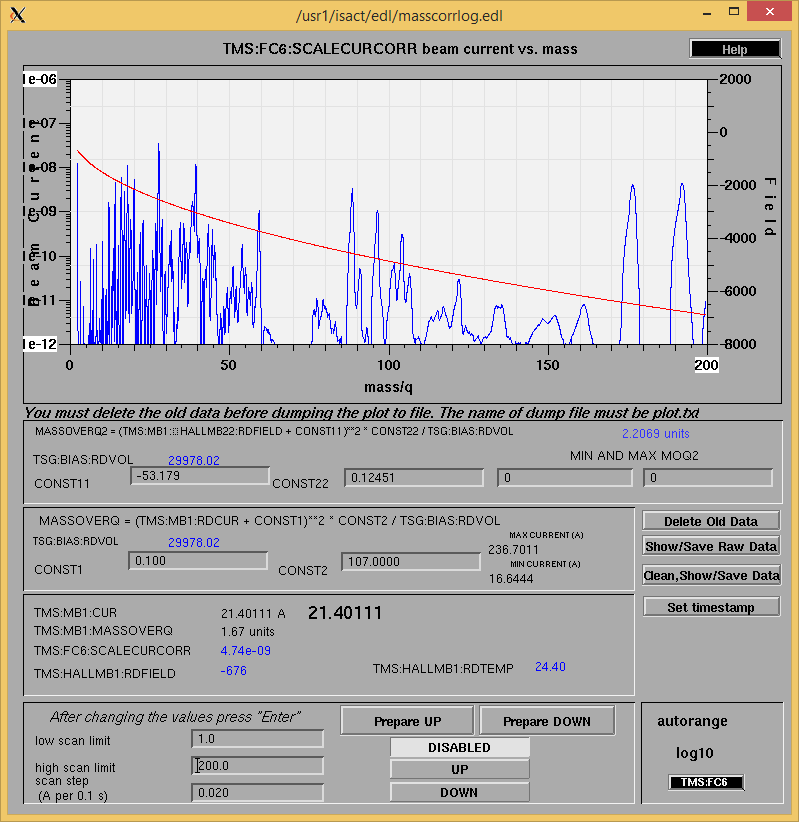 /usr1/isact/edl/masscorrlog.edl
TMS:FC6:SCALECURCORR beam current vs. mass
Help
1e-06 2000
1e-07 0
1e-08 -2000
1e-09 -4000
1e-10 -6000
1e-11
1e-12 -8000
Beam Current
Field
0 50 100 150 200
mass/q
You must delete the old data before dumping the plot to file. The name of dump file must be plot.txt
MASSOVERQ2 = (TMS:MB1:□HALLMB22:RDFIELD + CONST11)**2 * CONST22 / TSG:BIAS:RDVOL
2.2069 units
TSG:BIAS:RDVOL 29978.02
MIN AND MAX MOQ2
CONST11 -53.179 CONST22 0.12451 0 0
MASSOVERQ = (TMS:MB1:RDCUR + CONST1)**2 * CONST2 / TSG:BIAS:RDVOL
TSG:BIAS:RDVOL 29978.02
MAX CURRENT (A)
236.7011
CONST1 0.100 CONST2 107.0000
MIN CURRENT (A)
16.6444
Delete Old Data
Show/Save Raw Data
Clean,Show/Save Data
Set timestamp
TMS:MB1:CUR 21.40111 A 21.40111
TMS:MB1:MASSOVERQ 1.67 units
TMS:FC6:SCALECURCORR 4.74e-09
TMS:HALLMB1:RDFIELD -676
TMS:HALLMB1:RDTEMP 24.40
After changing the values press "Enter"
low scan limit 1.0
high scan limit 200.0
scan step
(A per 0.1 s) 0.020
Prepare UP Prepare DOWN
DISABLED
UP
DOWN
autorange
log10
TMS:FC6